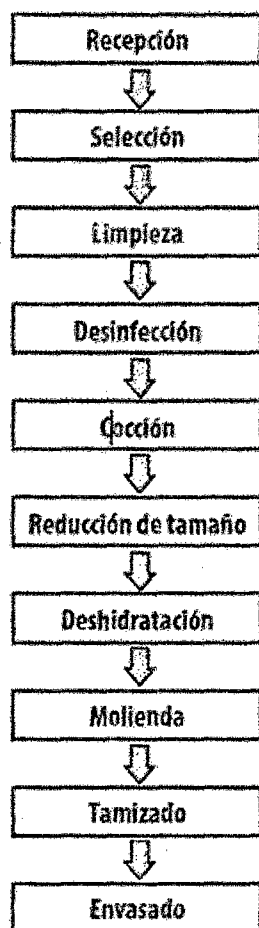 Recepción
Selección
Limpieza
Desinfección
Cocción
Reducción de tamaño
Deshidratación
Molienda
Tamizado
Envasado